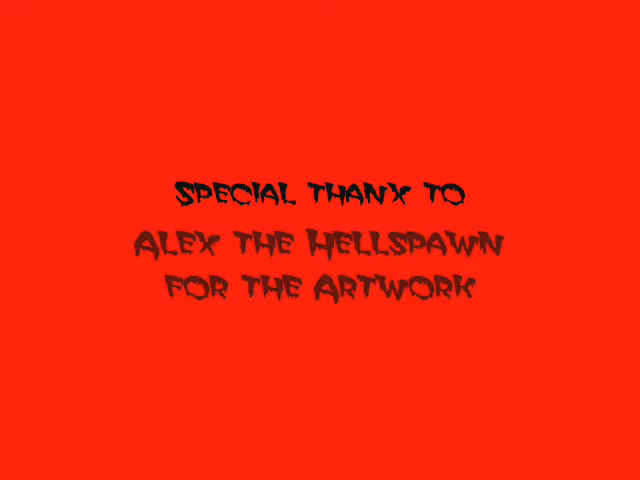 Special thanx to
Alex the Hellspawn
for the Artwork